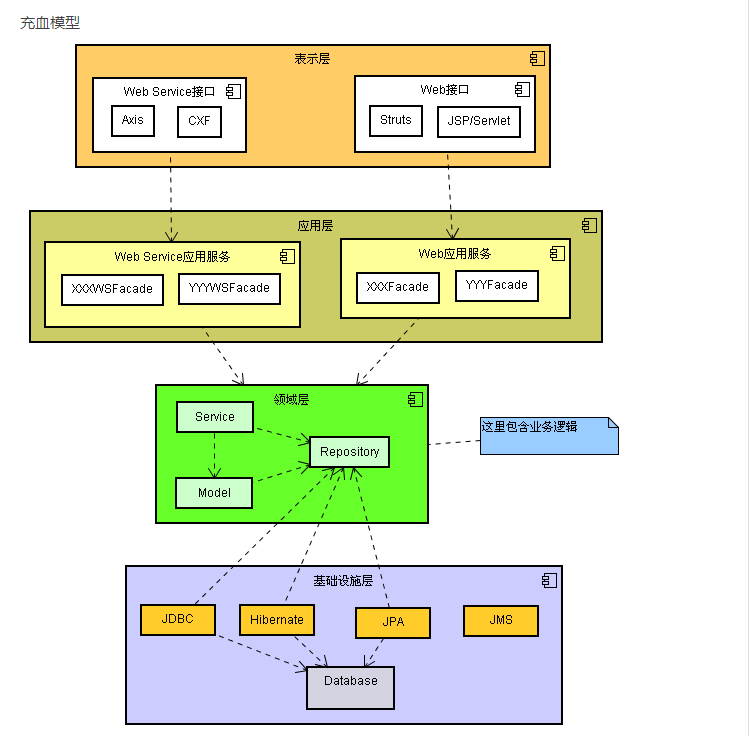 充血模型
表示层
Web Service接口
Axis
CXF
Web接口
Struts
JSP/Servlet
应用层
Web Service应用服务
XXXWSFacade
YYYWSFacade
Web应用服务
XXXFacade
YYYFacade
领域层
Service
Repository
Model
这里包含业务逻辑
基础设施层
JDBC
Hibernate
JPA
JMS
Database